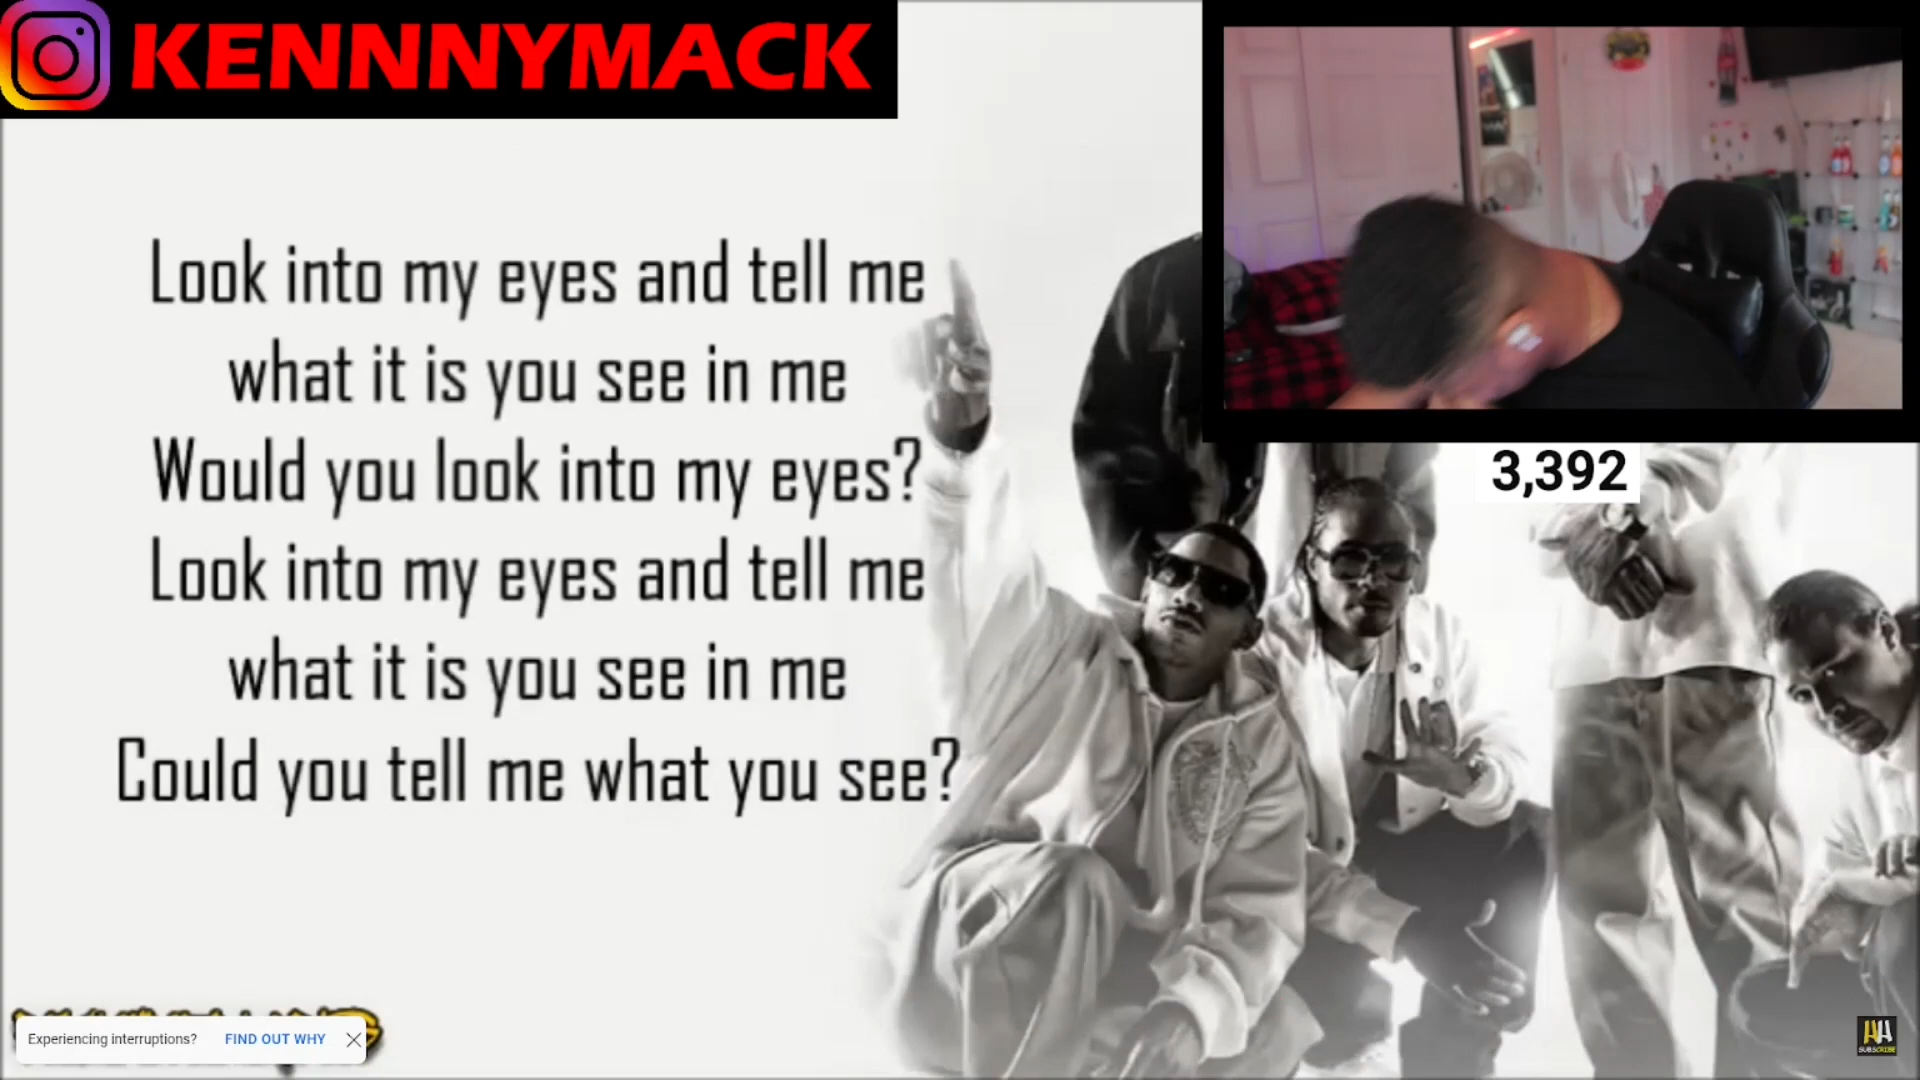 KENNNYMACK
Look into my eyes and tell me
what it is you see in me
Would you look into my eyes?
Look into my eyes and tell me
what it is you see in me
Could you tell me what you see?
3,392
Experiencing interruptions? FIND OUT WHY
SUBSCRIBE